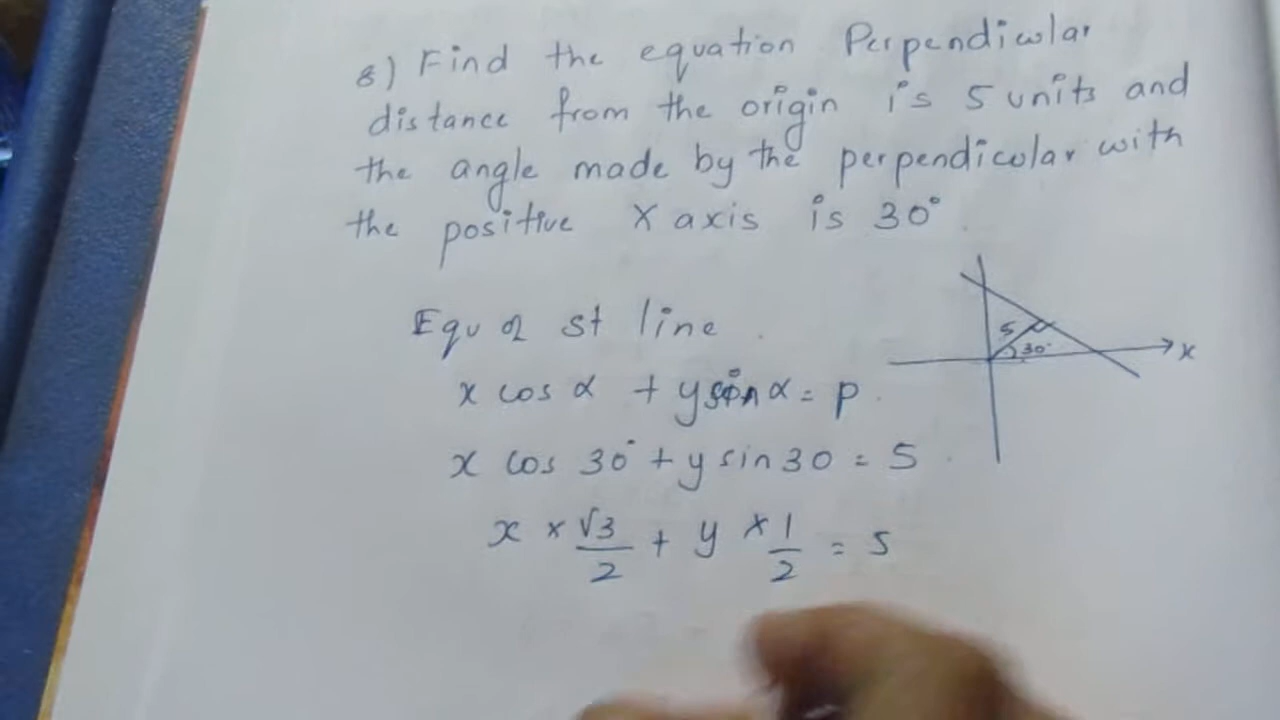 8) Find the equation Perpendicular
distance from the origin is 5 units and
the angle made by the perpendicular with
the positive X axis is 30°
Equ of st line
x cos α + y sin α = p
x cos 30° + y sin 30 = 5
x × √3/2 + y × 1/2 = 5
5
30°
x